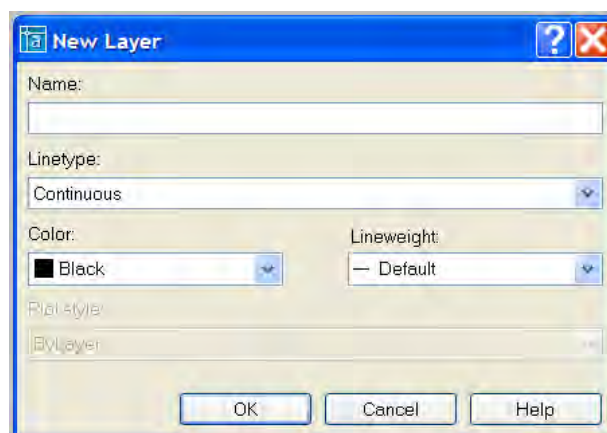 New Layer
Name:
Linetype:
Continuous
Color: Lineweight:
Black Default
Plot style
ByLayer
OK Cancel Help